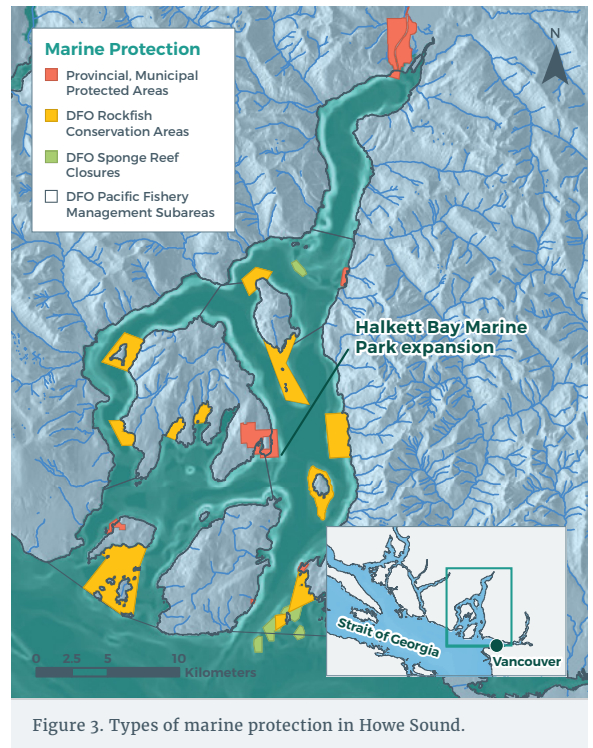 Marine Protection
Provincial, Municipal
Protected Areas
DFO Rockfish
Conservation Areas
DFO Sponge Reef
Closures
DFO Pacific Fishery
Management Subareas
N
Halkett Bay Marine
Park expansion
Strait of Georgia
Vancouver
0 2.5 5 10
Kilometers
Figure 3. Types of marine protection in Howe Sound.